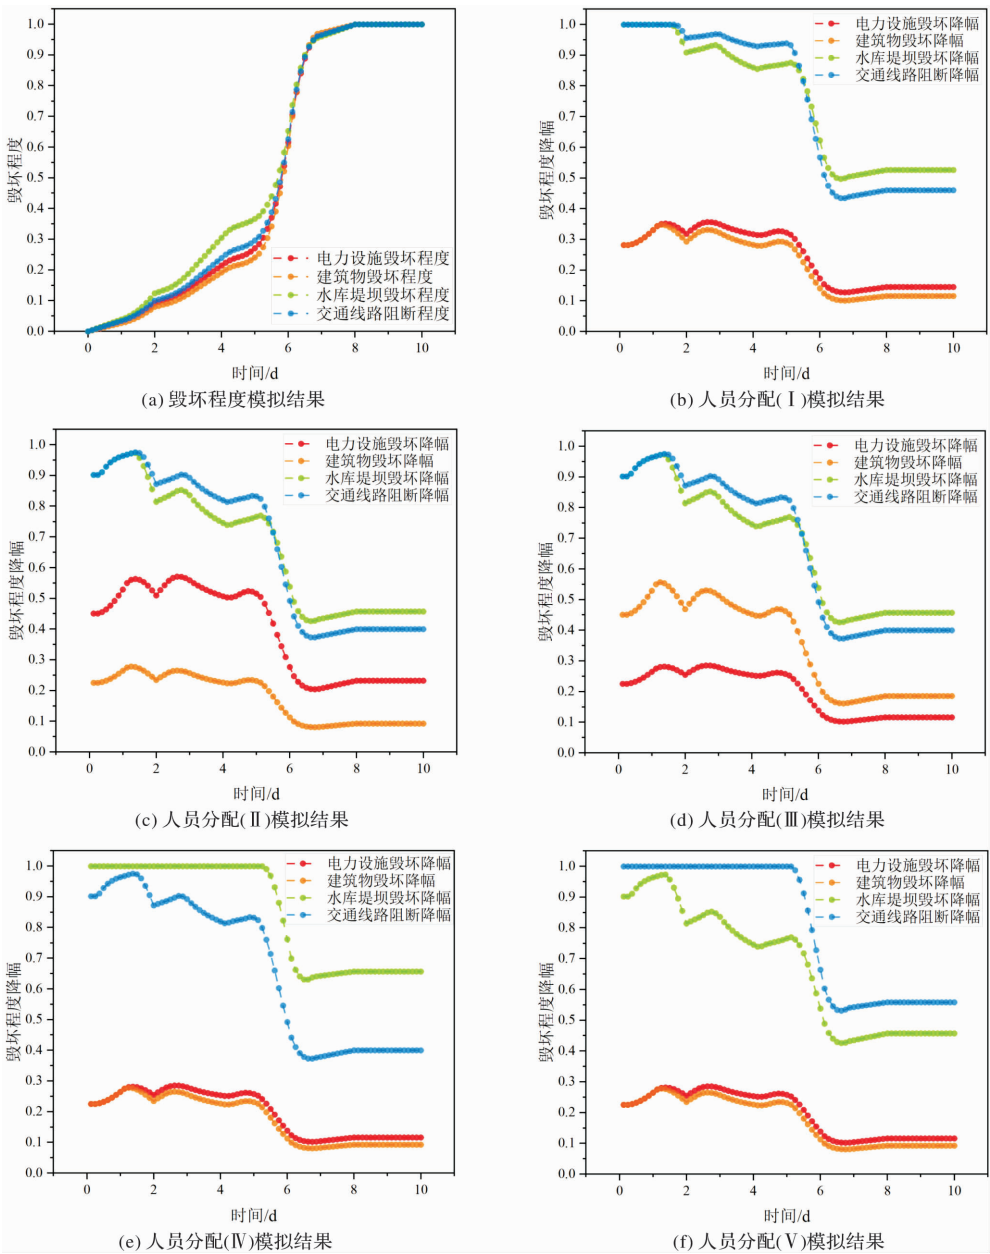 1.0
0.9
0.8
0.7
0.6
0.5
0.4
0.3
0.2
0.1
0.0
毁坏程度
电力设施毁坏程度
建筑物毁坏程度
水库堤坝毁坏程度
交通线路阻断程度
0 2 4 6 8 10
时间/d
(a) 毁坏程度模拟结果
1.0
0.9
0.8
0.7
0.6
0.5
0.4
0.3
0.2
0.1
0.0
毁坏程度降幅
电力设施毁坏降幅
建筑物毁坏降幅
水库堤坝毁坏降幅
交通线路阻断降幅
0 2 4 6 8 10
时间/d
(b) 人员分配(Ⅰ)模拟结果
1.0
0.9
0.8
0.7
0.6
0.5
0.4
0.3
0.2
0.1
0.0
毁坏程度降幅
电力设施毁坏降幅
建筑物毁坏降幅
水库堤坝毁坏降幅
交通线路阻断降幅
0 2 4 6 8 10
时间/d
(c) 人员分配(Ⅱ)模拟结果
1.0
0.9
0.8
0.7
0.6
0.5
0.4
0.3
0.2
0.1
0.0
毁坏程度降幅
电力设施毁坏降幅
建筑物毁坏降幅
水库堤坝毁坏降幅
交通线路阻断降幅
0 2 4 6 8 10
时间/d
(d) 人员分配(Ⅲ)模拟结果
1.0
0.9
0.8
0.7
0.6
0.5
0.4
0.3
0.2
0.1
0.0
毁坏程度降幅
电力设施毁坏降幅
建筑物毁坏降幅
水库堤坝毁坏降幅
交通线路阻断降幅
0 2 4 6 8 10
时间/d
(e) 人员分配(Ⅳ)模拟结果
1.0
0.9
0.8
0.7
0.6
0.5
0.4
0.3
0.2
0.1
0.0
毁坏程度降幅
电力设施毁坏降幅
建筑物毁坏降幅
水库堤坝毁坏降幅
交通线路阻断降幅
0 2 4 6 8 10
时间/d
(f) 人员分配(Ⅴ)模拟结果